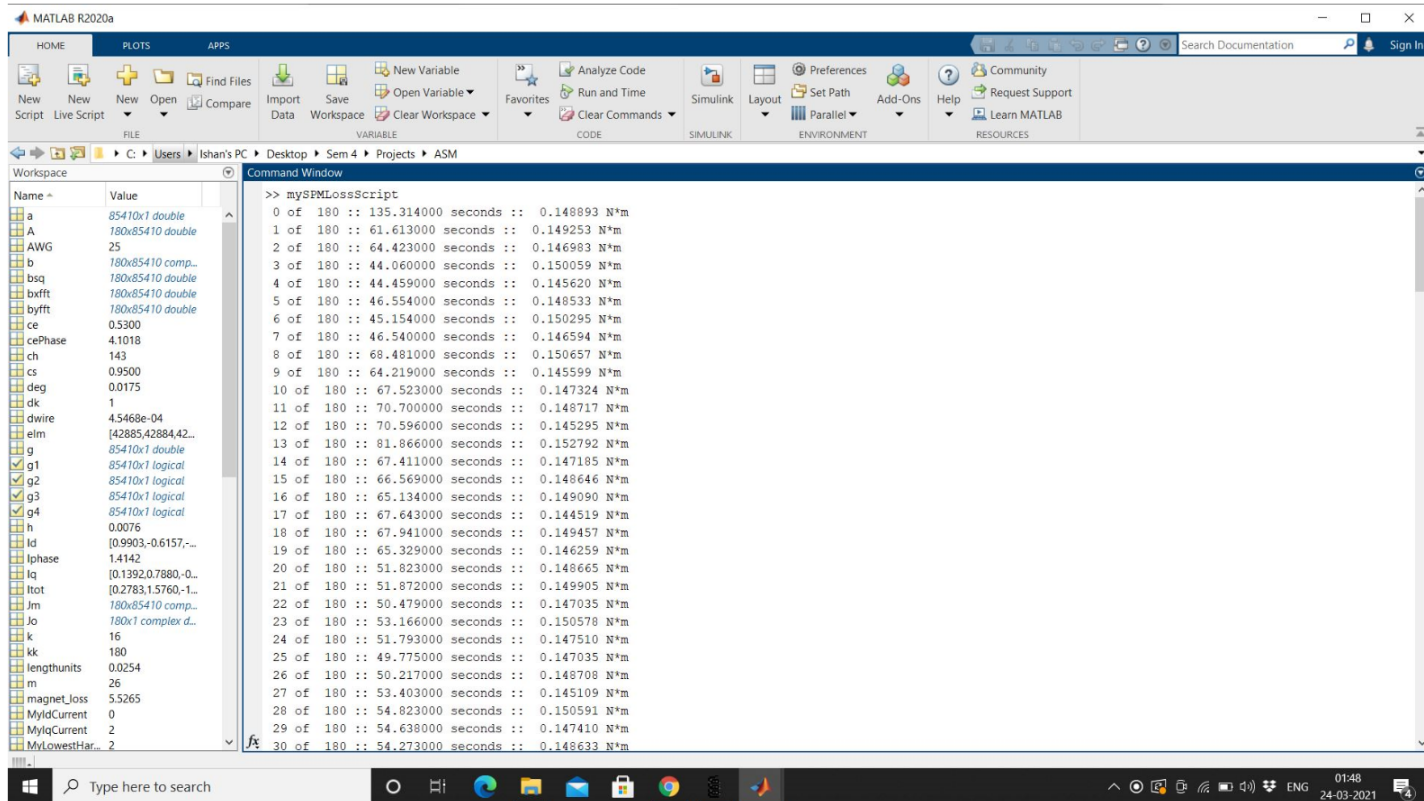 MATLAB R2020a
HOME PLOTS APPS
Search Documentation
Sign In
New Script
New Live Script
New
Open
Find Files
Compare
Import Data
Save Workspace
New Variable
Open Variable
Clear Workspace
Favorites
Analyze Code
Run and Time
Clear Commands
Simulink
Layout
Preferences
Set Path
Parallel
Add-Ons
Help
Community
Request Support
Learn MATLAB
FILE VARIABLE CODE SIMULINK ENVIRONMENT RESOURCES
C: Users Ishan's PC Desktop Sem 4 Projects ASM
Workspace
Name Value
a 85410x1 double
A 180x85410 double
AWG 25
b 180x85410 comp...
bsq 180x85410 double
bxfft 180x85410 double
byfft 180x85410 double
ce 0.5300
cePhase 4.1018
ch 143
cs 0.9500
deg 0.0175
dk 1
dwire 4.5468e-04
elm [42885,42884,42...
g 85410x1 double
g1 85410x1 logical
g2 85410x1 logical
g3 85410x1 logical
g4 85410x1 logical
h 0.0076
Id [0.9903,-0.6157,-...
Iphase 1.4142
Iq [0.1392,0.7880,-0...
Itot [0.2783,1.5760,-1...
Jm 180x85410 comp...
Jo 180x1 complex d...
k 16
kk 180
lengthunits 0.0254
m 26
magnet_loss 5.5265
MyIdCurrent 0
MyIqCurrent 2
MyLowestHar... 2
Command Window
>> mySPMLossScript
0 of 180 :: 135.314000 seconds :: 0.148893 N*m
1 of 180 :: 61.613000 seconds :: 0.149253 N*m
2 of 180 :: 64.423000 seconds :: 0.146983 N*m
3 of 180 :: 44.060000 seconds :: 0.150059 N*m
4 of 180 :: 44.459000 seconds :: 0.145620 N*m
5 of 180 :: 46.554000 seconds :: 0.148533 N*m
6 of 180 :: 45.154000 seconds :: 0.150295 N*m
7 of 180 :: 46.540000 seconds :: 0.146594 N*m
8 of 180 :: 68.481000 seconds :: 0.150657 N*m
9 of 180 :: 64.219000 seconds :: 0.145599 N*m
10 of 180 :: 67.523000 seconds :: 0.147324 N*m
11 of 180 :: 70.700000 seconds :: 0.148717 N*m
12 of 180 :: 70.596000 seconds :: 0.145295 N*m
13 of 180 :: 81.866000 seconds :: 0.152792 N*m
14 of 180 :: 67.411000 seconds :: 0.147185 N*m
15 of 180 :: 66.569000 seconds :: 0.148646 N*m
16 of 180 :: 65.134000 seconds :: 0.149090 N*m
17 of 180 :: 67.643000 seconds :: 0.144519 N*m
18 of 180 :: 67.941000 seconds :: 0.149457 N*m
19 of 180 :: 65.329000 seconds :: 0.146259 N*m
20 of 180 :: 51.823000 seconds :: 0.148665 N*m
21 of 180 :: 51.872000 seconds :: 0.149905 N*m
22 of 180 :: 50.479000 seconds :: 0.147035 N*m
23 of 180 :: 53.166000 seconds :: 0.150578 N*m
24 of 180 :: 51.793000 seconds :: 0.147510 N*m
25 of 180 :: 49.775000 seconds :: 0.147035 N*m
26 of 180 :: 50.217000 seconds :: 0.148708 N*m
27 of 180 :: 53.403000 seconds :: 0.145109 N*m
28 of 180 :: 54.823000 seconds :: 0.150591 N*m
29 of 180 :: 54.638000 seconds :: 0.147410 N*m
30 of 180 :: 54.273000 seconds :: 0.148633 N*m
fx
Type here to search
ENG
01:48
24-03-2021
4